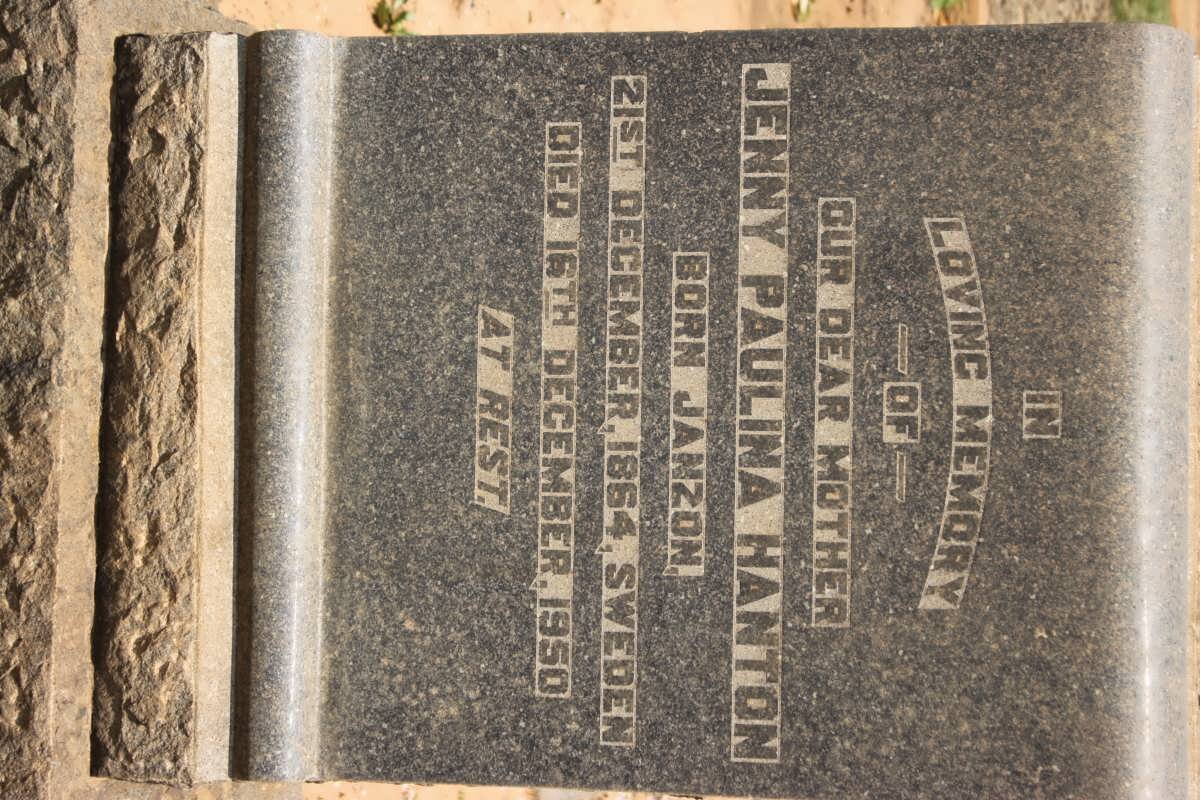 IN
LOVING MEMORY
— OF —
OUR DEAR MOTHER
JENNY PAULINA HANTON
BORN JANZON,
21ST DECEMBER, 1864, SWEDEN
DIED 16TH DECEMBER, 1950
AT REST.